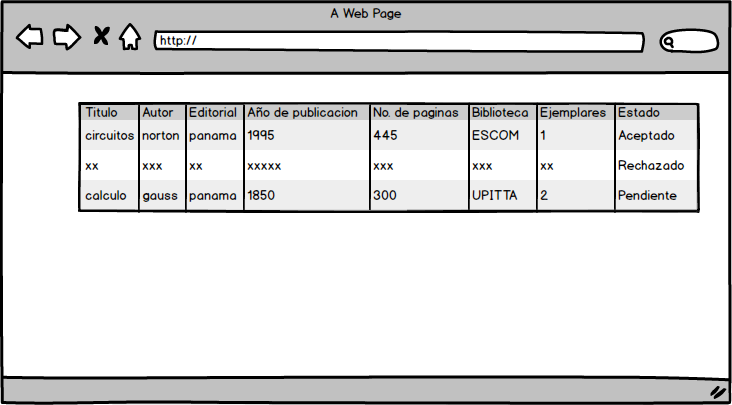 A Web Page
http://
Titulo Autor Editorial Año de publicacion No. de paginas Biblioteca Ejemplares Estado
circuitos norton panama 1995 445 ESCOM 1 Aceptado
xx xxx xx xxxxx xxx xxx xx Rechazado
calculo gauss panama 1850 300 UPITTA 2 Pendiente